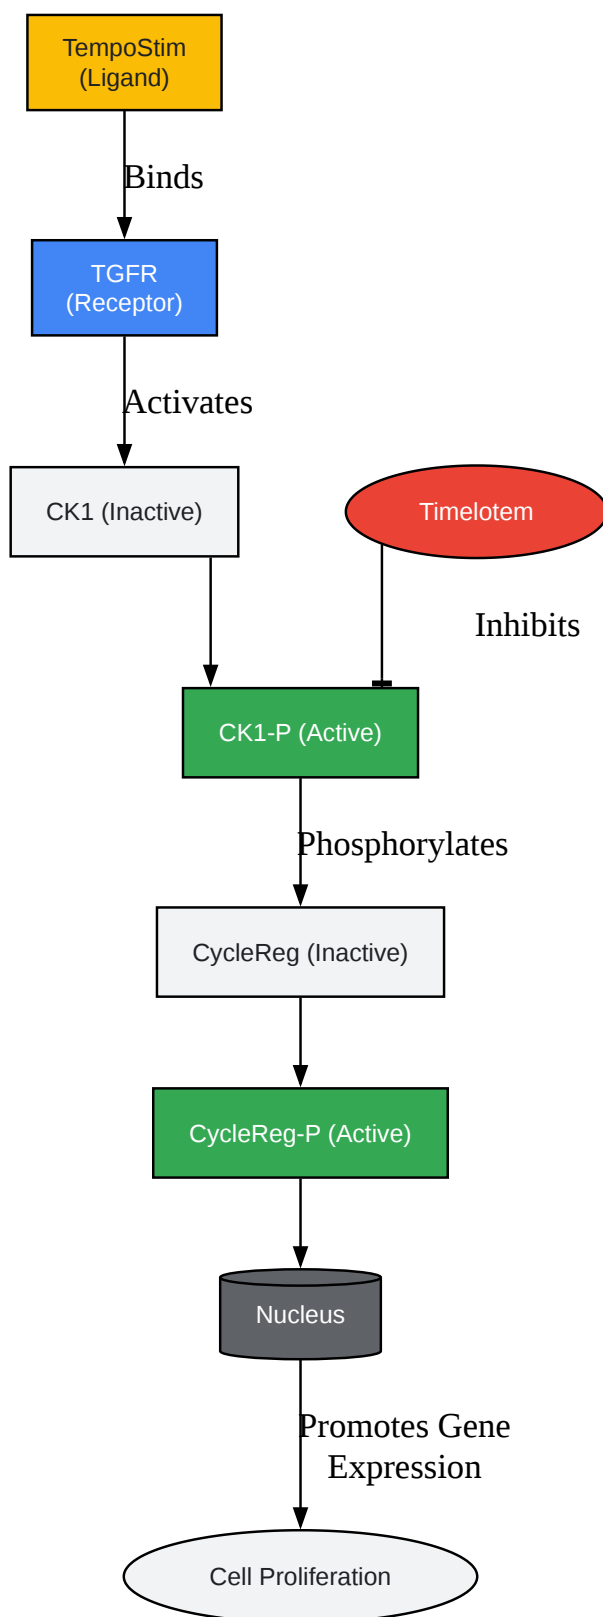 TempoStim
(Ligand)
Binds
TGFR
(Receptor)
Activates
CK1 (Inactive)
Timelotem
Inhibits
CK1-P (Active)
Phosphorylates
CycleReg (Inactive)
CycleReg-P (Active)
Nucleus
Promotes Gene
Expression
Cell Proliferation